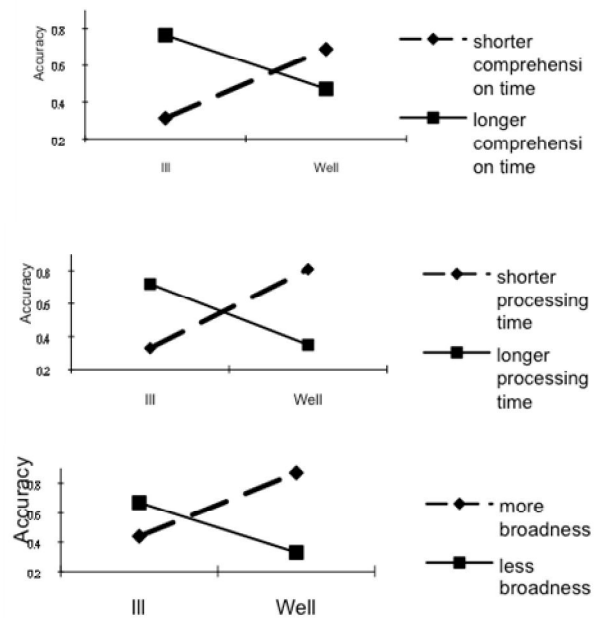 Accuracy
0.8
0.6
0.4
0.2
Ill
Well
shorter
comprehensi
on time
longer
comprehensi
on time
Accuracy
0.8
0.6
0.4
0.2
Ill
Well
shorter
processing
time
longer
processing
time
Accuracy
0.8
0.6
0.4
0.2
Ill
Well
more
broadness
less
broadness